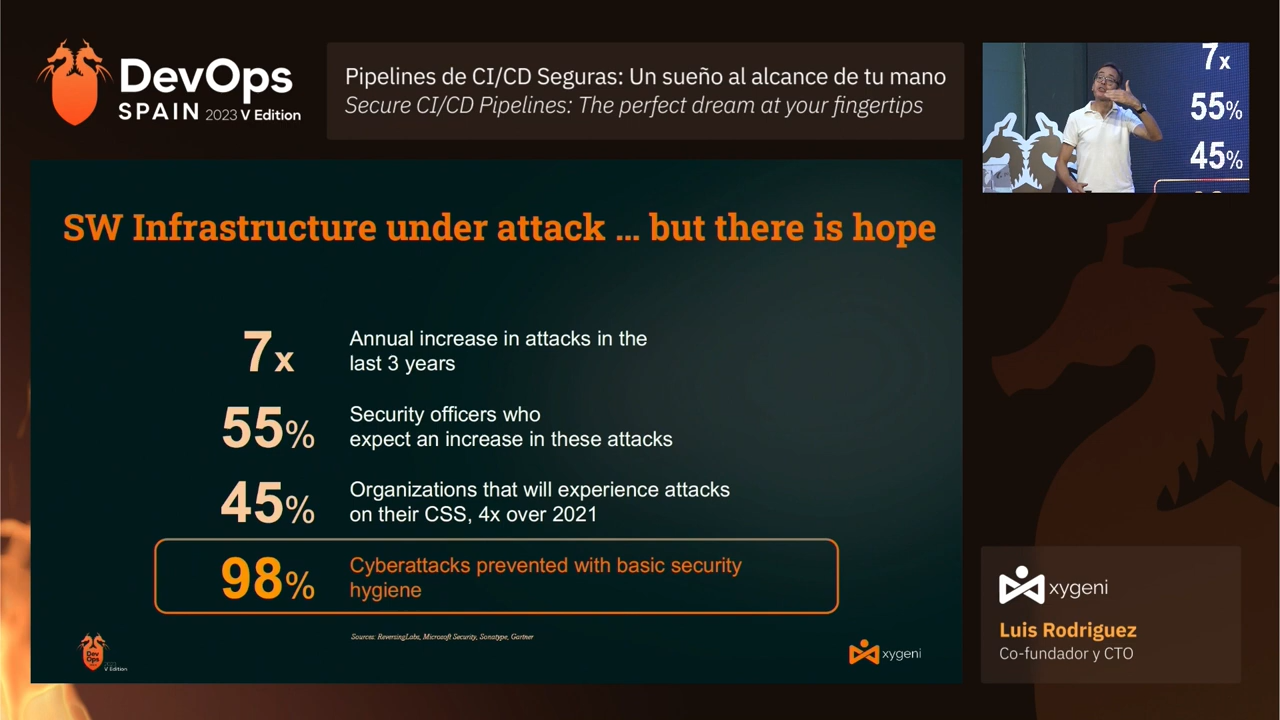 DevOps
SPAIN 2023 V Edition
Pipelines de CI/CD Seguras: Un sueño al alcance de tu mano
Secure CI/CD Pipelines: The perfect dream at your fingertips
7x
55%
45%
SW Infrastructure under attack ... but there is hope
7x
Annual increase in attacks in the
last 3 years
55%
Security officers who
expect an increase in these attacks
45%
Organizations that will experience attacks
on their CSS, 4x over 2021
98%
Cyberattacks prevented with basic security
hygiene
Sources: ReversingLabs, Microsoft Security, Sonatype, Gartner
Dev
Ops
V Edition
xygeni
xygeni
Luis Rodriguez
Co-fundador y CTO